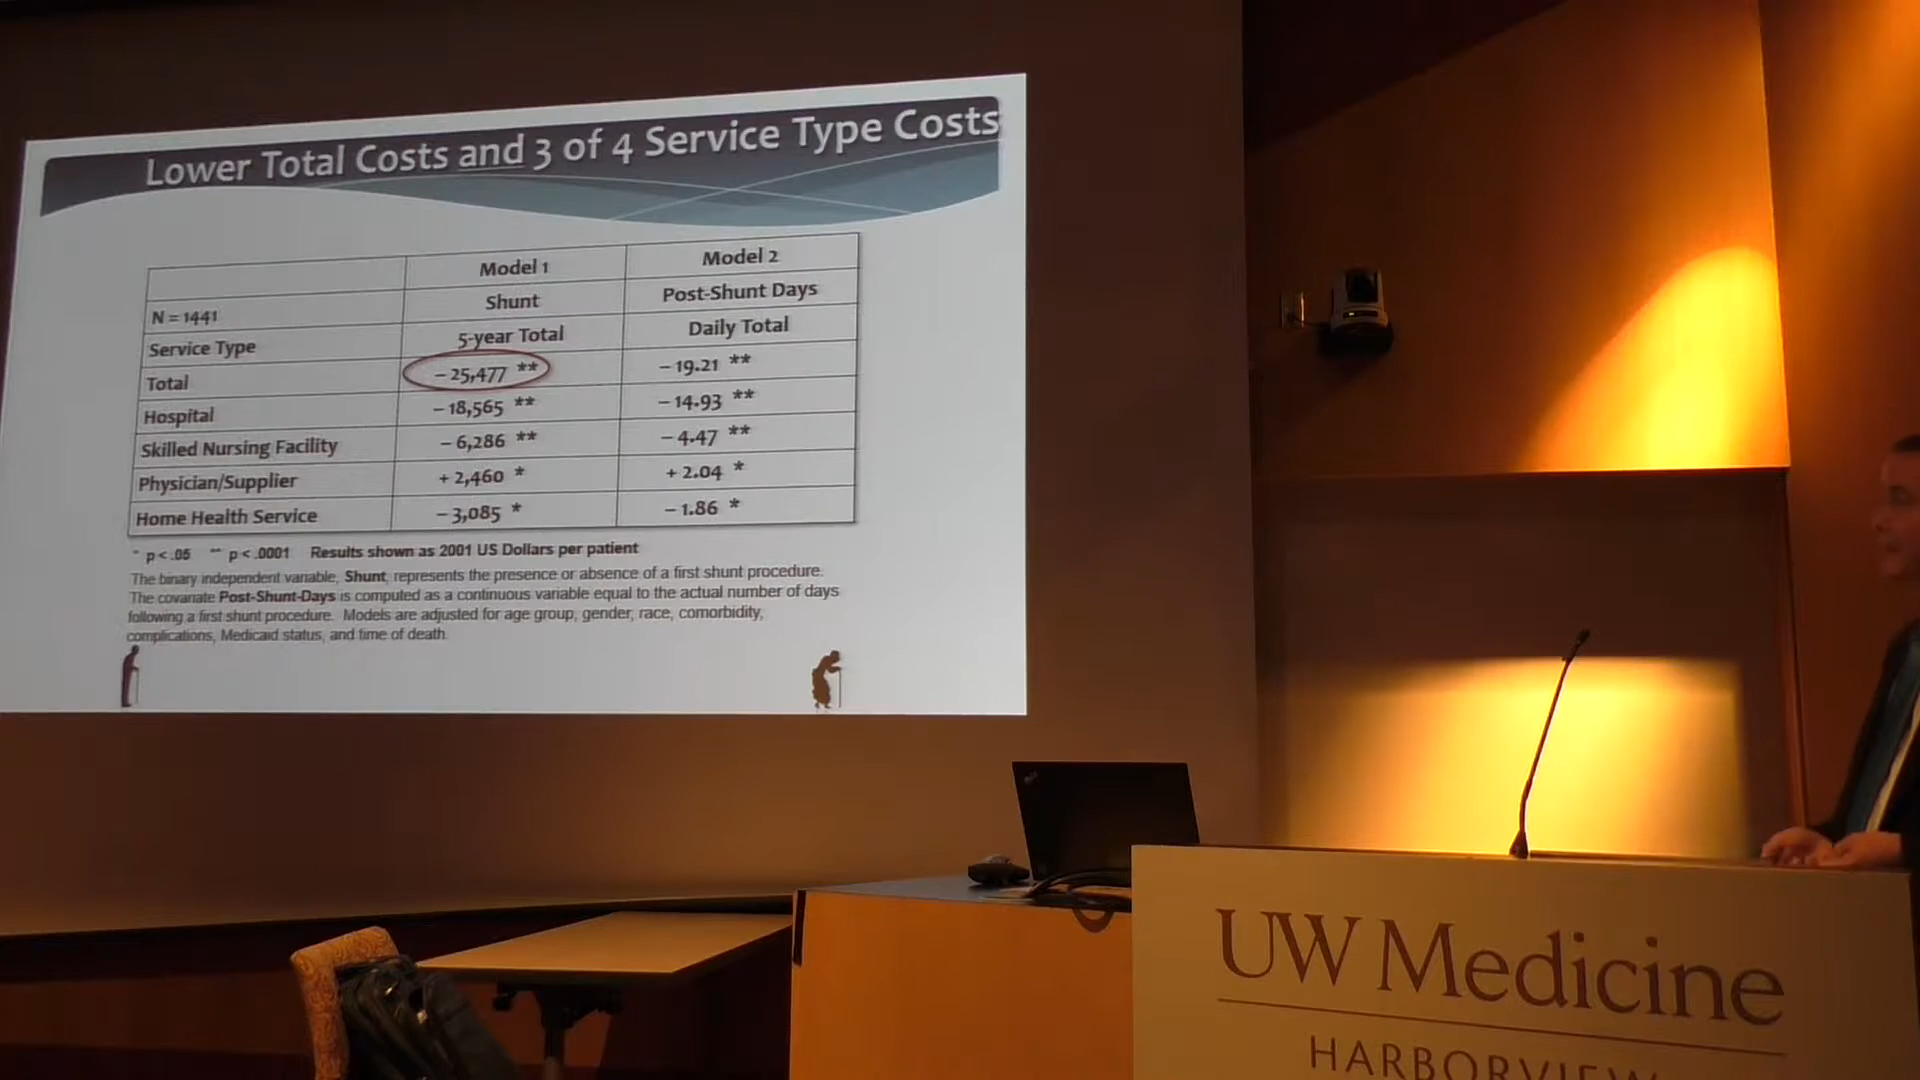 Lower Total Costs and 3 of 4 Service Type Costs
Model 1 Model 2
N = 1441 Shunt Post-Shunt Days
Service Type 5-year Total Daily Total
Total – 25,477 ** – 19.21 **
Hospital – 18,565 ** – 14.93 **
Skilled Nursing Facility – 6,286 ** – 4.47 **
Physician/Supplier + 2,460 * + 2.04 *
Home Health Service – 3,085 * – 1.86 *
* p < .05 ** p < .0001 Results shown as 2001 US Dollars per patient
The binary independent variable, Shunt, represents the presence or absence of a first shunt procedure.
The covariate Post-Shunt-Days is computed as a continuous variable equal to the actual number of days
following a first shunt procedure. Models are adjusted for age group, gender, race, comorbidity,
complications, Medicaid status, and time of death.
UW Medicine
HARBORVIEW